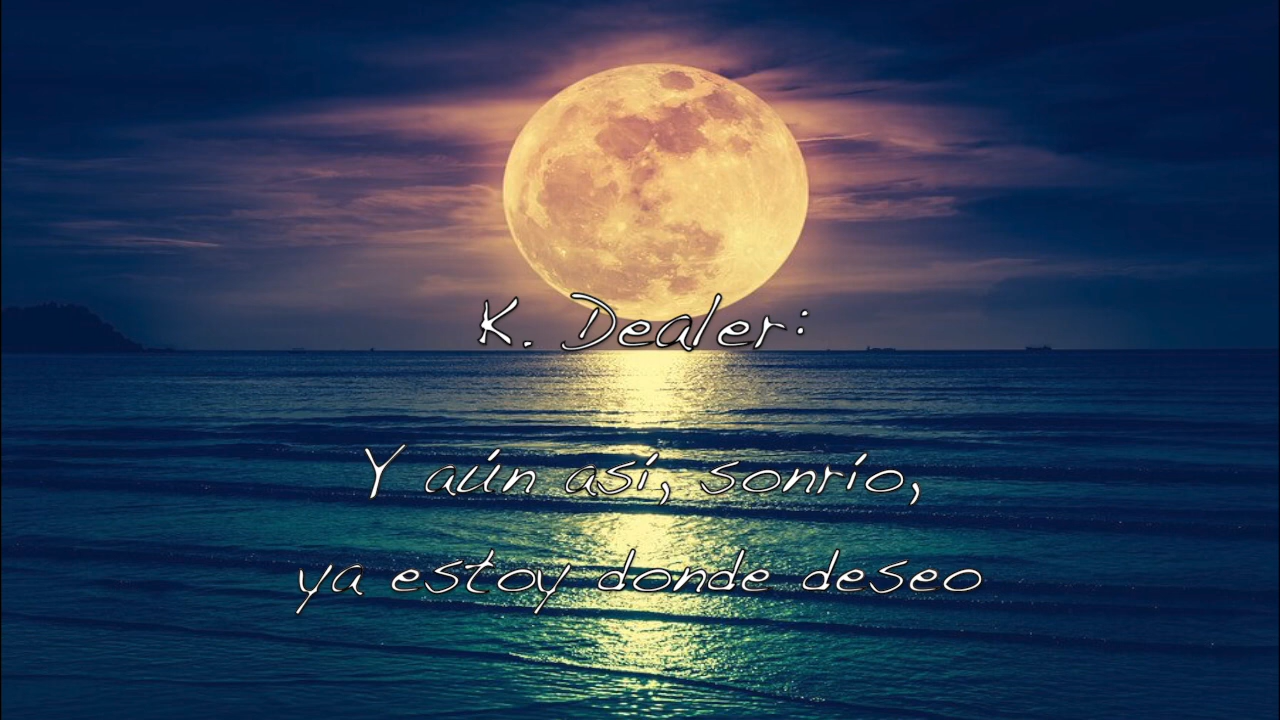 K. Dealer:
Y aún así, sonrío,
ya estoy donde deseo